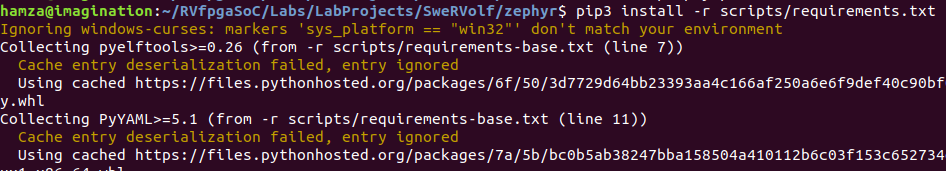 hamza@imagination:~/RVfpgaSoC/Labs/LabProjects/SweRVolf/zephyr$ pip3 install -r scripts/requirements.txt
Ignoring windows-curses: markers 'sys_platform == "win32"' don't match your environment
Collecting pyelftools>=0.26 (from -r scripts/requirements-base.txt (line 7))
  Cache entry deserialization failed, entry ignored
  Using cached https://files.pythonhosted.org/packages/6f/50/3d7729d64bb23393aa4c166af250a6e6f9def40c90bf
y.whl
Collecting PyYAML>=5.1 (from -r scripts/requirements-base.txt (line 11))
  Cache entry deserialization failed, entry ignored
  Using cached https://files.pythonhosted.org/packages/7a/5b/bc0b5ab38247bba158504a410112b6c03f153c652734